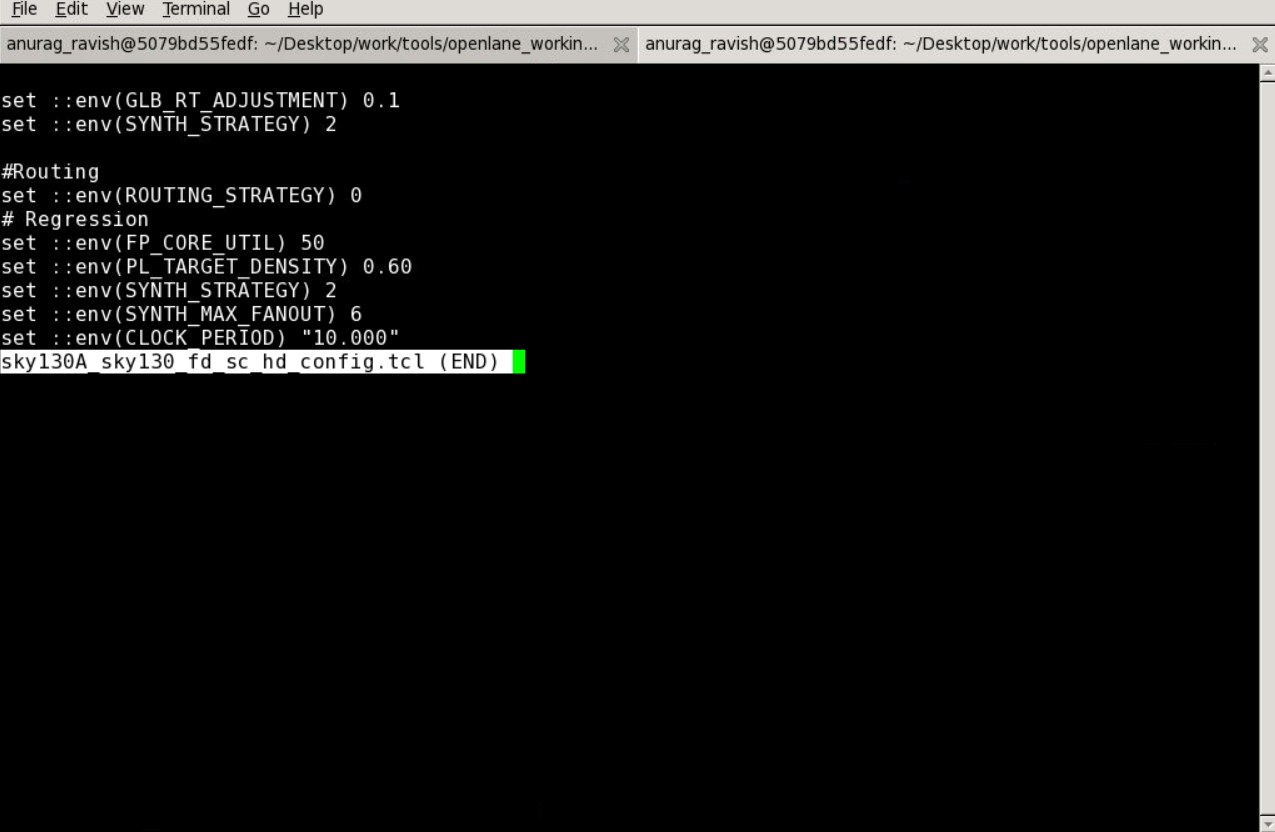 File Edit View Terminal Go Help
anurag_ravish@5079bd55fedf: ~/Desktop/work/tools/openlane_workin... anurag_ravish@5079bd55fedf: ~/Desktop/work/tools/openlane_workin...
set ::env(GLB_RT_ADJUSTMENT) 0.1
set ::env(SYNTH_STRATEGY) 2
#Routing
set ::env(ROUTING_STRATEGY) 0
# Regression
set ::env(FP_CORE_UTIL) 50
set ::env(PL_TARGET_DENSITY) 0.60
set ::env(SYNTH_STRATEGY) 2
set ::env(SYNTH_MAX_FANOUT) 6
set ::env(CLOCK_PERIOD) "10.000"
sky130A_sky130_fd_sc_hd_config.tcl (END)